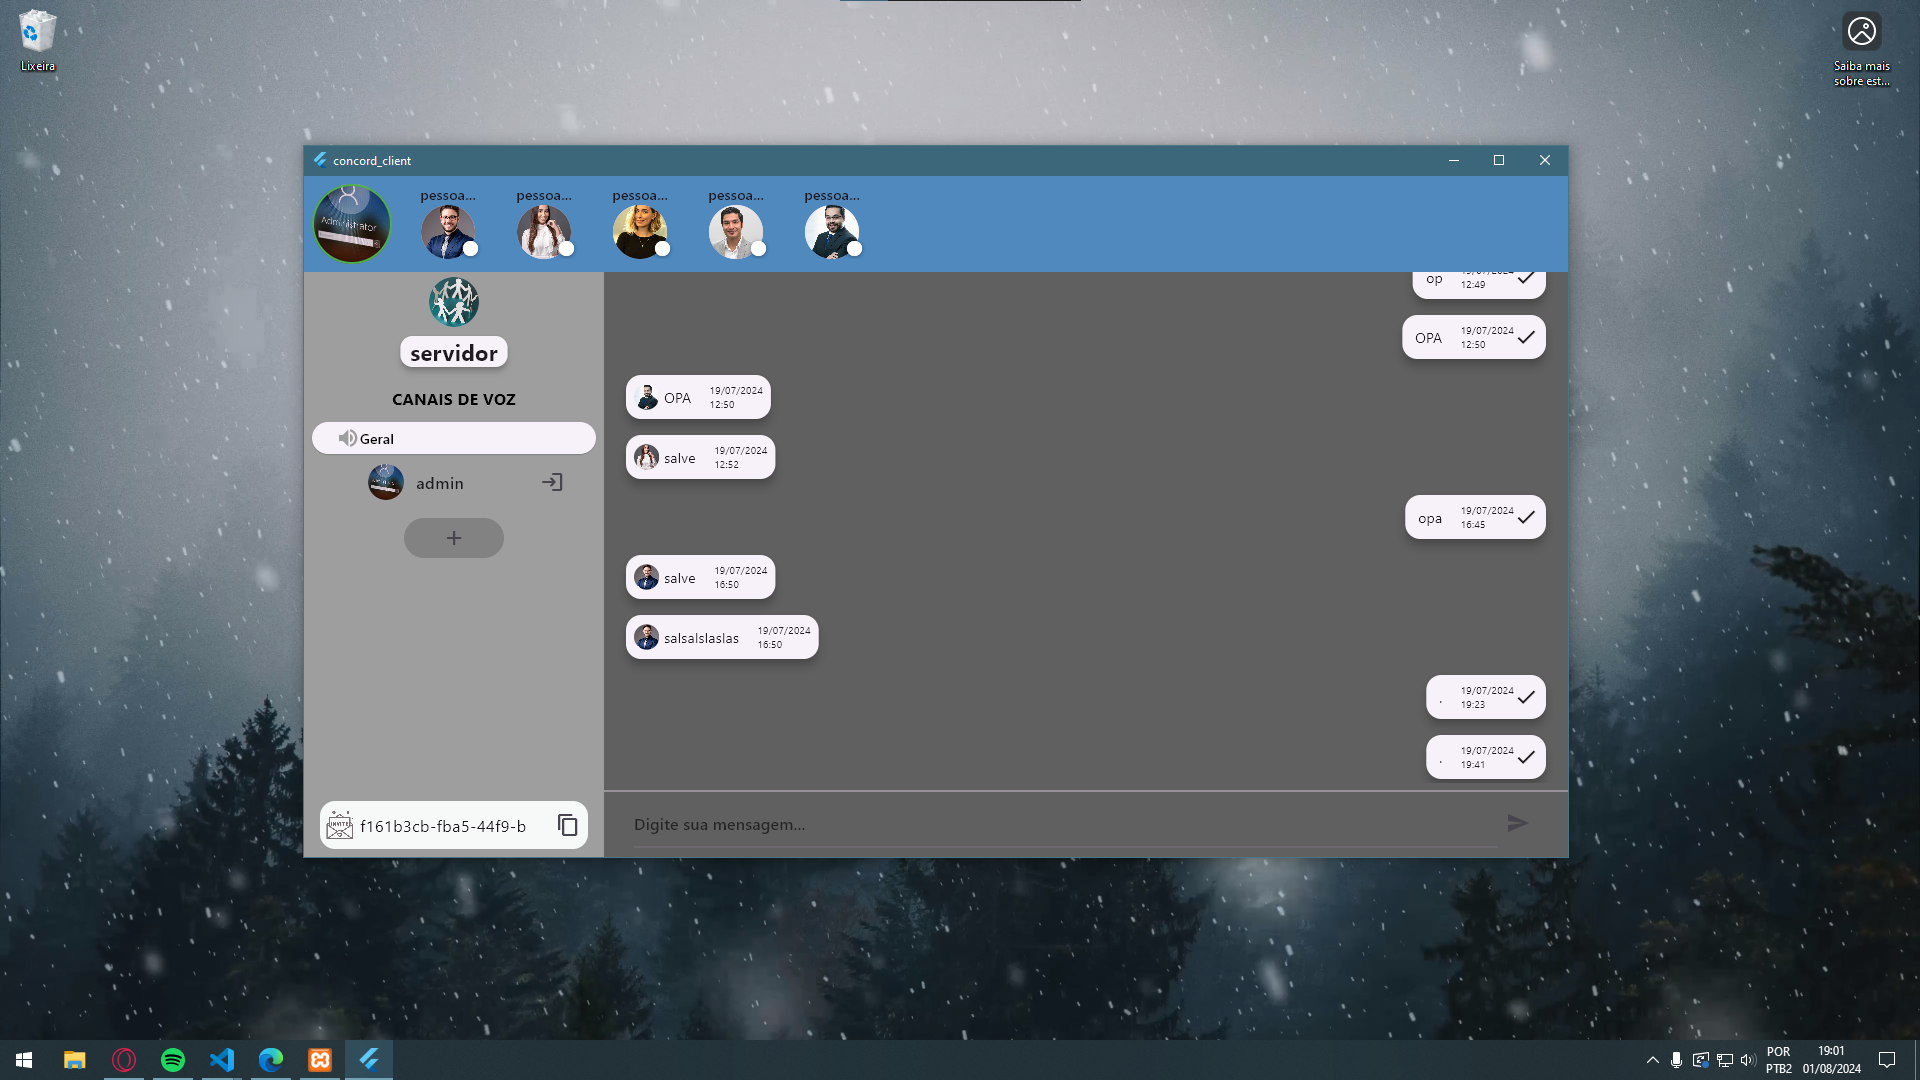 Lixeira
Saiba mais
sobre est...
concord_client
Administrator
pessoa...
pessoa...
pessoa...
pessoa...
pessoa...
servidor
CANAIS DE VOZ
Geral
admin
+
INVITE
f161b3cb-fba5-44f9-b
op
12:49
OPA
19/07/2024
12:50
OPA
19/07/2024
12:50
salve
19/07/2024
12:52
opa
19/07/2024
16:45
salve
19/07/2024
16:50
salsalslaslas
19/07/2024
16:50
.
19/07/2024
19:23
.
19/07/2024
19:41
Digite sua mensagem...
POR
PTB2
19:01
01/08/2024